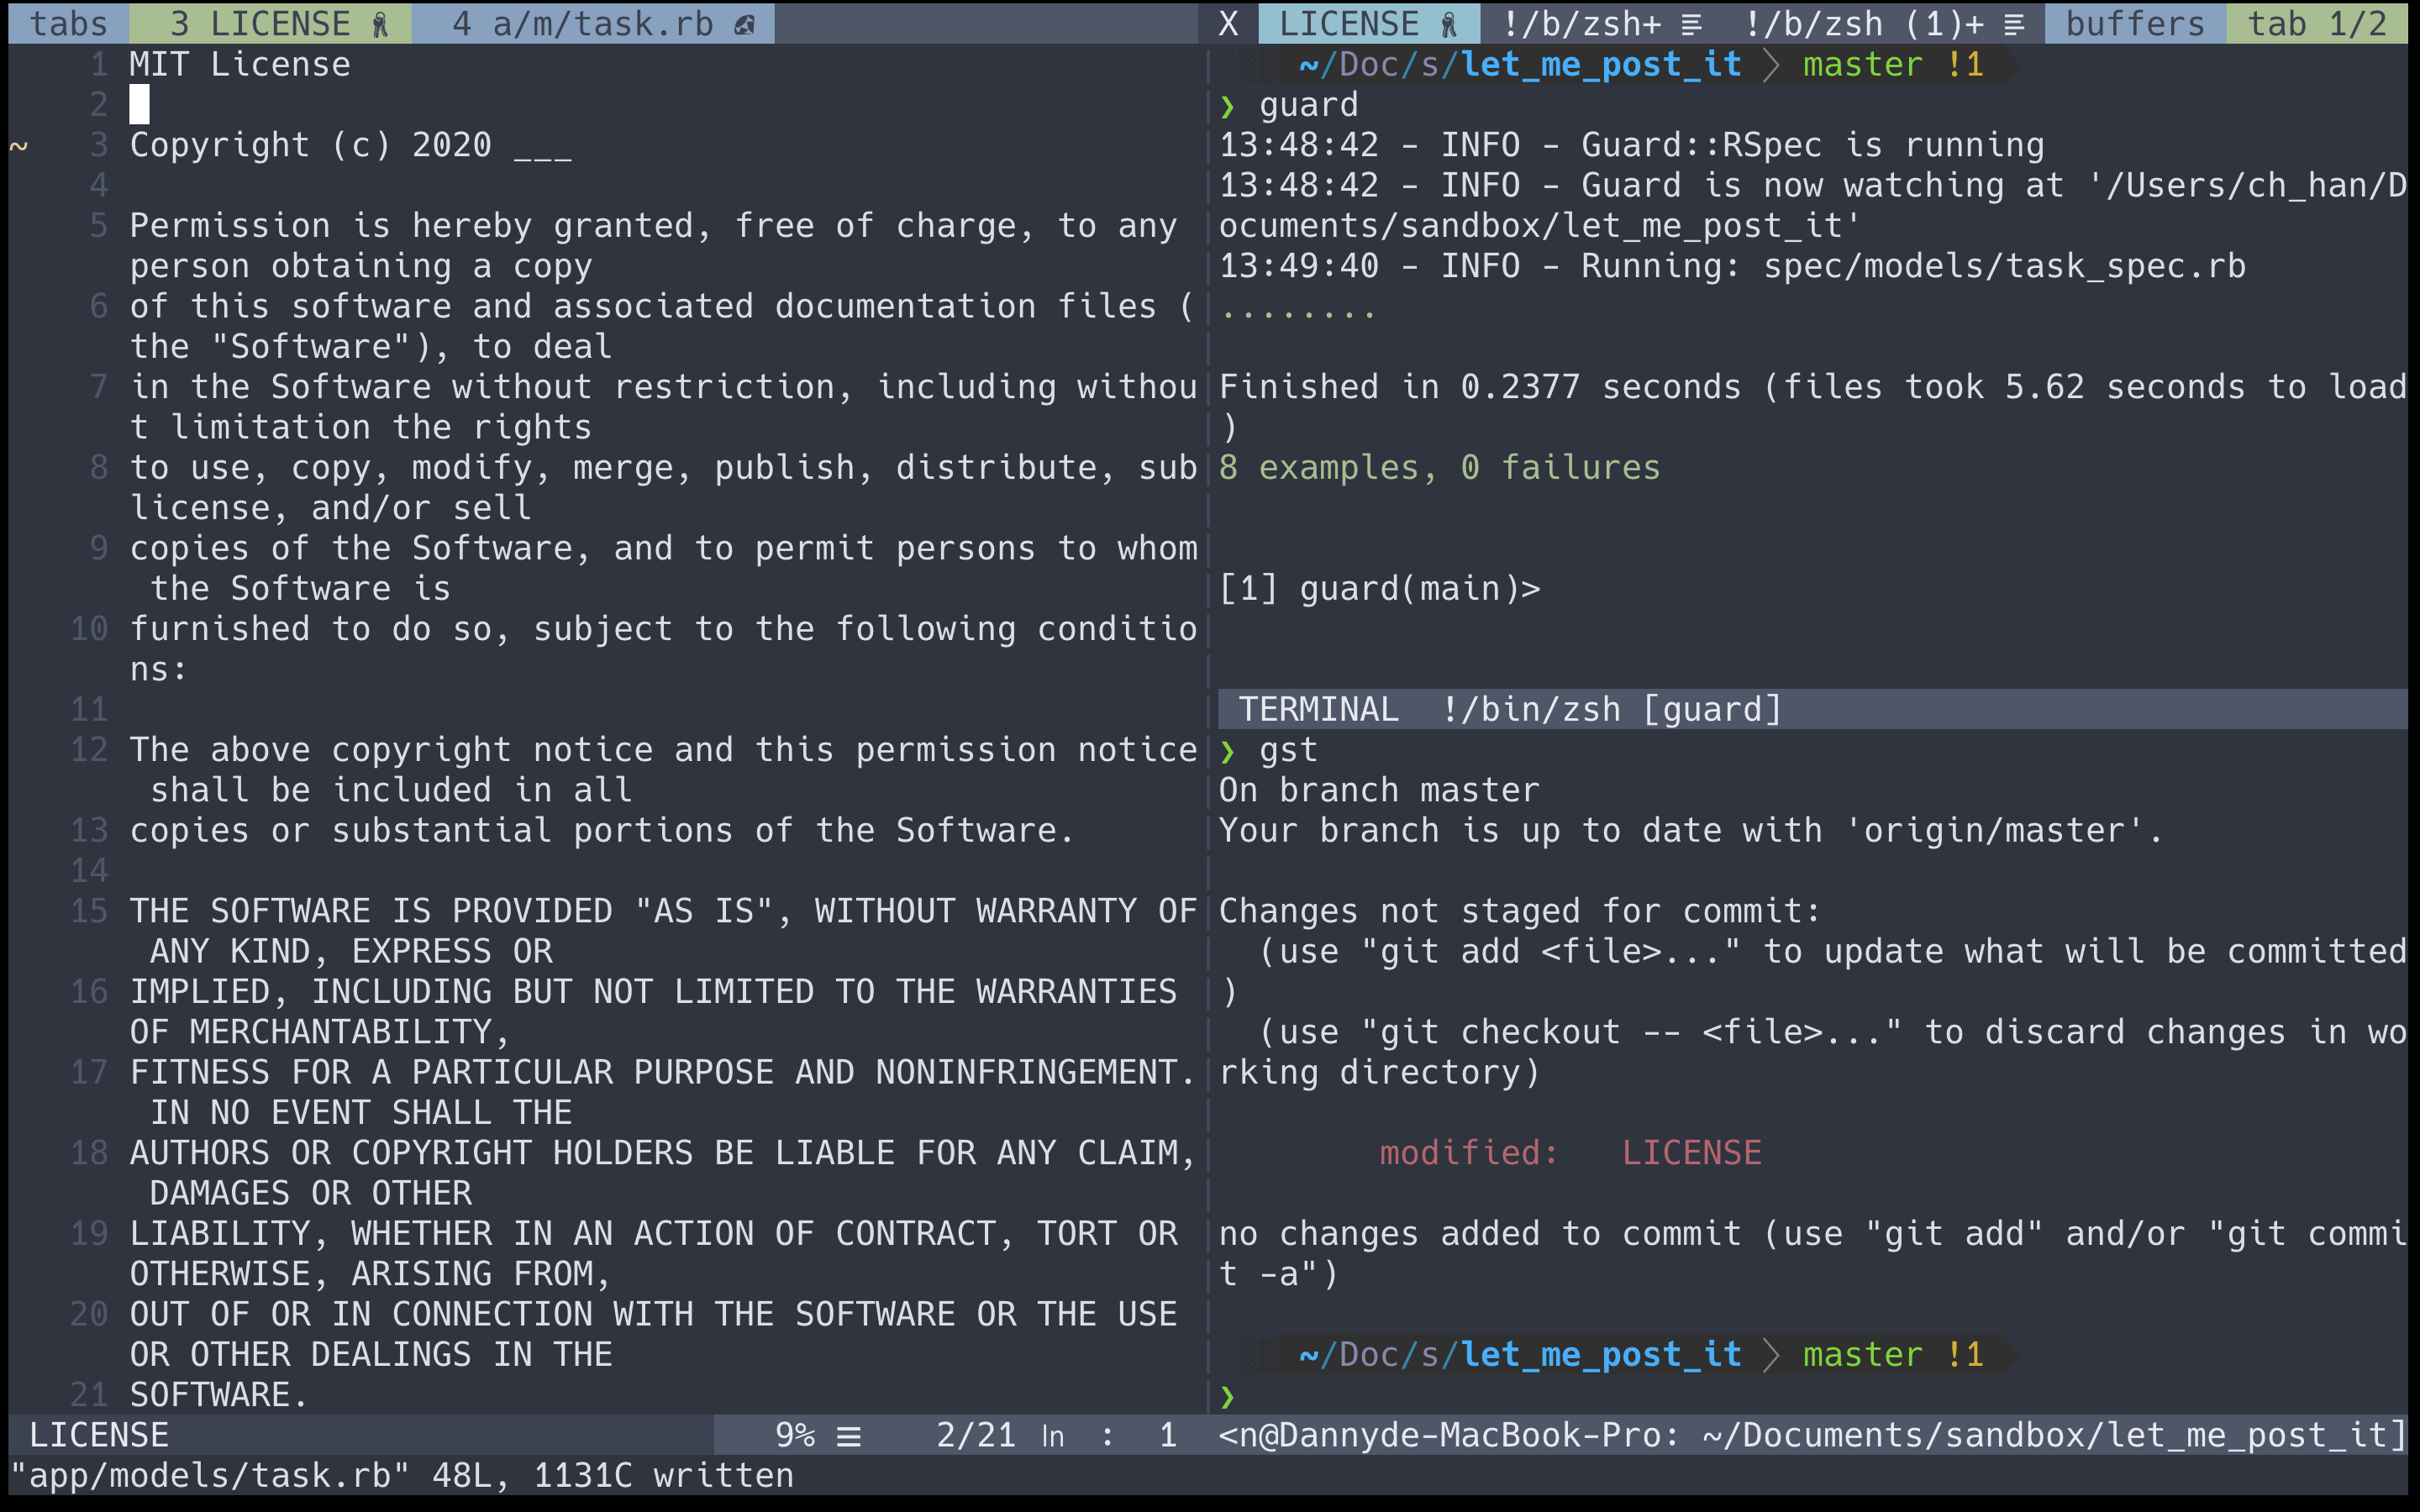 tabs 3 LICENSE 4 a/m/task.rb X LICENSE !/b/zsh+ !/b/zsh (1)+ buffers tab 1/2
1 MIT License
2
~ 3 Copyright (c) 2020 ___
4
5 Permission is hereby granted, free of charge, to any
person obtaining a copy
6 of this software and associated documentation files (
the "Software"), to deal
7 in the Software without restriction, including withou
t limitation the rights
8 to use, copy, modify, merge, publish, distribute, sub
license, and/or sell
9 copies of the Software, and to permit persons to whom
the Software is
10 furnished to do so, subject to the following conditio
ns:
11
12 The above copyright notice and this permission notice
shall be included in all
13 copies or substantial portions of the Software.
14
15 THE SOFTWARE IS PROVIDED "AS IS", WITHOUT WARRANTY OF
ANY KIND, EXPRESS OR
16 IMPLIED, INCLUDING BUT NOT LIMITED TO THE WARRANTIES
OF MERCHANTABILITY,
17 FITNESS FOR A PARTICULAR PURPOSE AND NONINFRINGEMENT.
IN NO EVENT SHALL THE
18 AUTHORS OR COPYRIGHT HOLDERS BE LIABLE FOR ANY CLAIM,
DAMAGES OR OTHER
19 LIABILITY, WHETHER IN AN ACTION OF CONTRACT, TORT OR
OTHERWISE, ARISING FROM,
20 OUT OF OR IN CONNECTION WITH THE SOFTWARE OR THE USE
OR OTHER DEALINGS IN THE
21 SOFTWARE.
LICENSE 9% ☰ 2/21 ln : 1
"app/models/task.rb" 48L, 1131C written
~/Doc/s/let_me_post_it master !1
❯ guard
13:48:42 - INFO - Guard::RSpec is running
13:48:42 - INFO - Guard is now watching at '/Users/ch_han/D
ocuments/sandbox/let_me_post_it'
13:49:40 - INFO - Running: spec/models/task_spec.rb
........
Finished in 0.2377 seconds (files took 5.62 seconds to load
)
8 examples, 0 failures
[1] guard(main)>
TERMINAL !/bin/zsh [guard]
❯ gst
On branch master
Your branch is up to date with 'origin/master'.
Changes not staged for commit:
(use "git add <file>..." to update what will be committed
)
(use "git checkout -- <file>..." to discard changes in wo
rking directory)
modified: LICENSE
no changes added to commit (use "git add" and/or "git commi
t -a")
~/Doc/s/let_me_post_it master !1
❯
<n@Dannyde-MacBook-Pro: ~/Documents/sandbox/let_me_post_it]